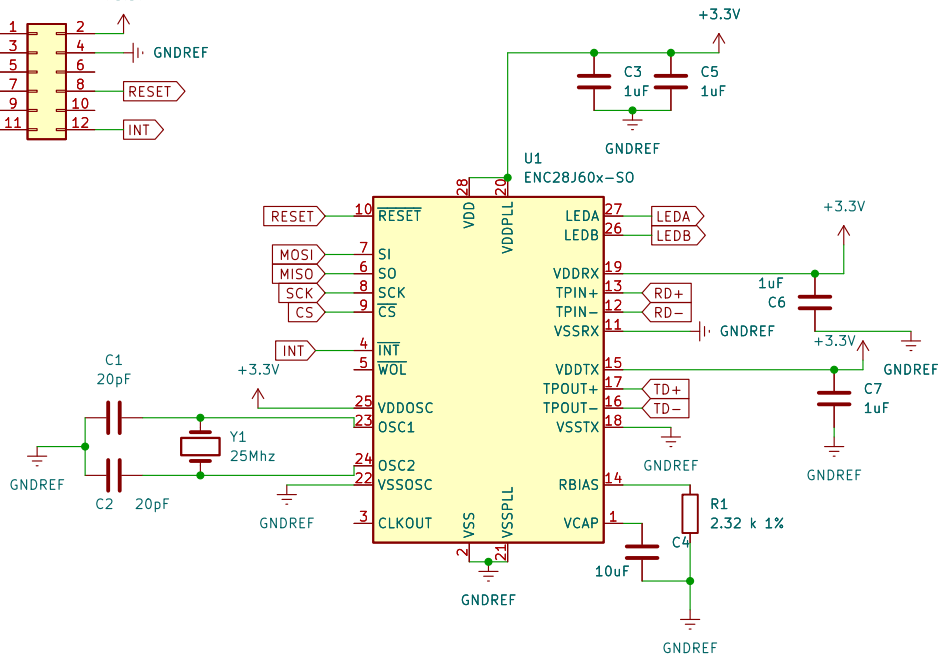 1 2
3 4 GNDREF
5 6
7 8 RESET
9 10
11 12 INT
+3.3V
C3 1uF
C5 1uF
GNDREF
U1
ENC28J60x-SO
28 VDD
20 VDDPLL
RESET 10 RESET
MOSI 7 SI
MISO 6 SO
SCK 8 SCK
CS 9 CS
INT 4 INT
5 WOL
+3.3V
25 VDDOSC
23 OSC1
24 OSC2
22 VSSOSC
GNDREF
3 CLKOUT
C1
20pF
Y1
25Mhz
GNDREF
C2 20pF
LEDA 27 LEDA
LEDB 26 LEDB
+3.3V
VDDRX 19
1uF
C6
TPIN+ 13 RD+
TPIN- 12 RD-
VSSRX 11 GNDREF
+3.3V
GNDREF
VDDTX 15
TPOUT+ 17 TD+
TPOUT- 16 TD-
VSSTX 18
C7
1uF
GNDREF
GNDREF
RBIAS 14
R1
2.32 k 1%
VCAP 1
C4
10uF
VSS 2
VSSPLL 21
GNDREF
GNDREF